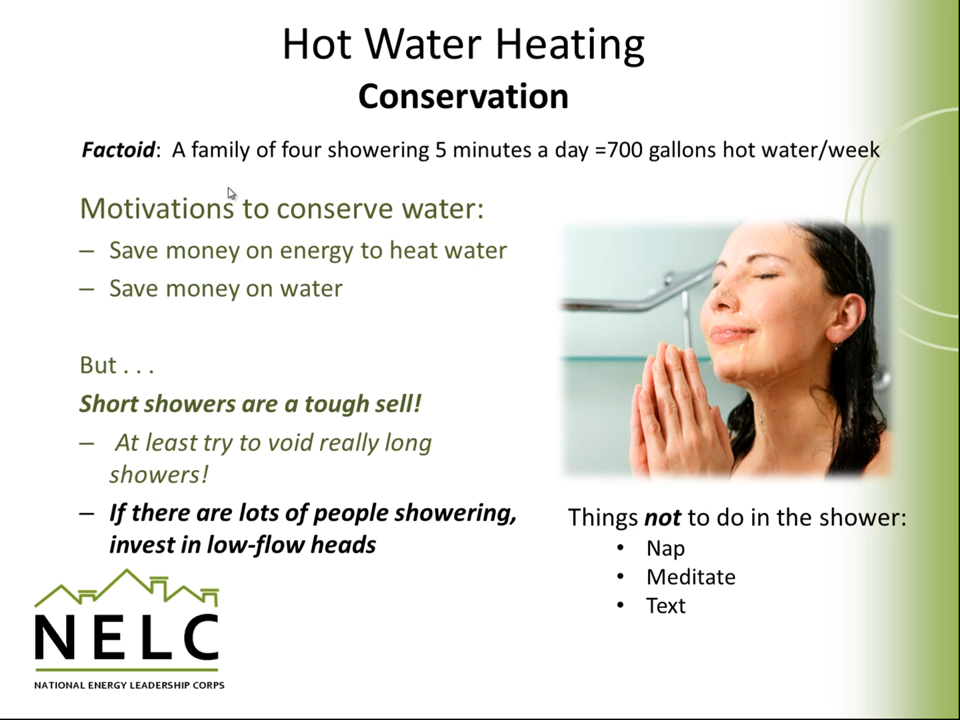 Hot Water Heating
Conservation
Factoid: A family of four showering 5 minutes a day =700 gallons hot water/week
Motivations to conserve water:
– Save money on energy to heat water
– Save money on water
But . . .
Short showers are a tough sell!
– At least try to void really long
showers!
– If there are lots of people showering,
invest in low-flow heads
Things not to do in the shower:
• Nap
• Meditate
• Text
NELC
NATIONAL ENERGY LEADERSHIP CORPS